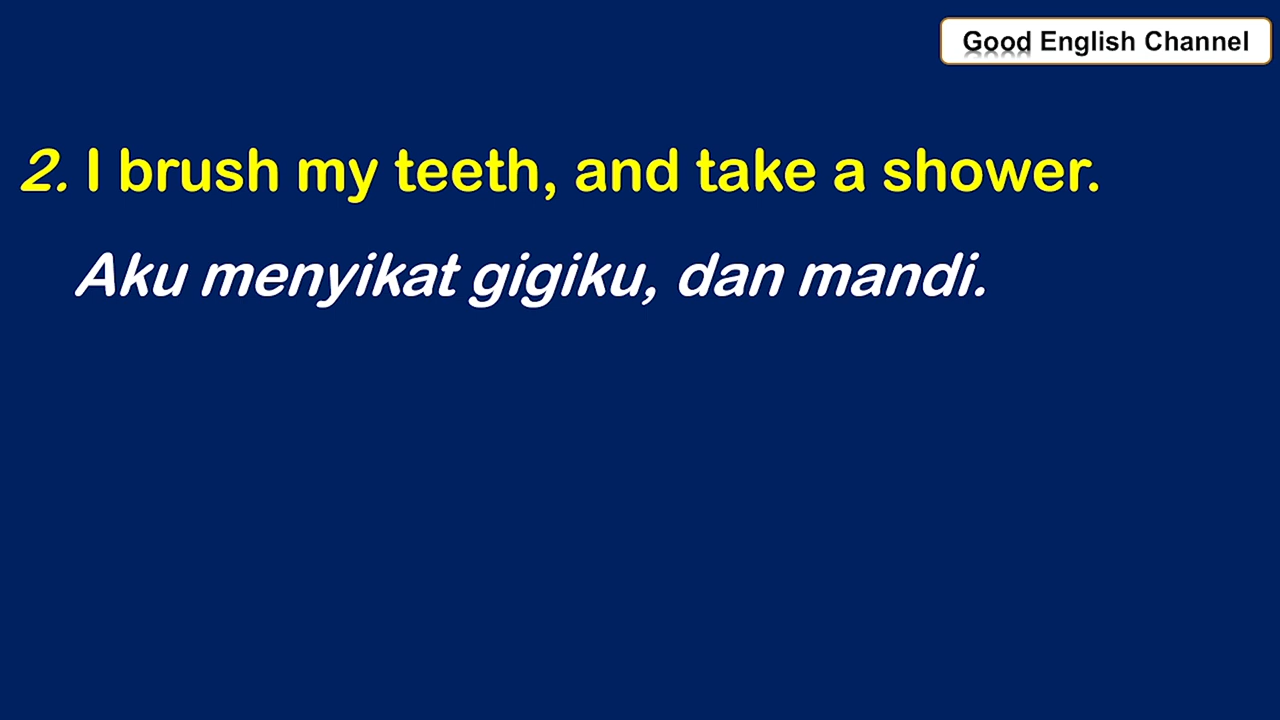 Good English Channel
2. I brush my teeth, and take a shower.
Aku menyikat gigiku, dan mandi.